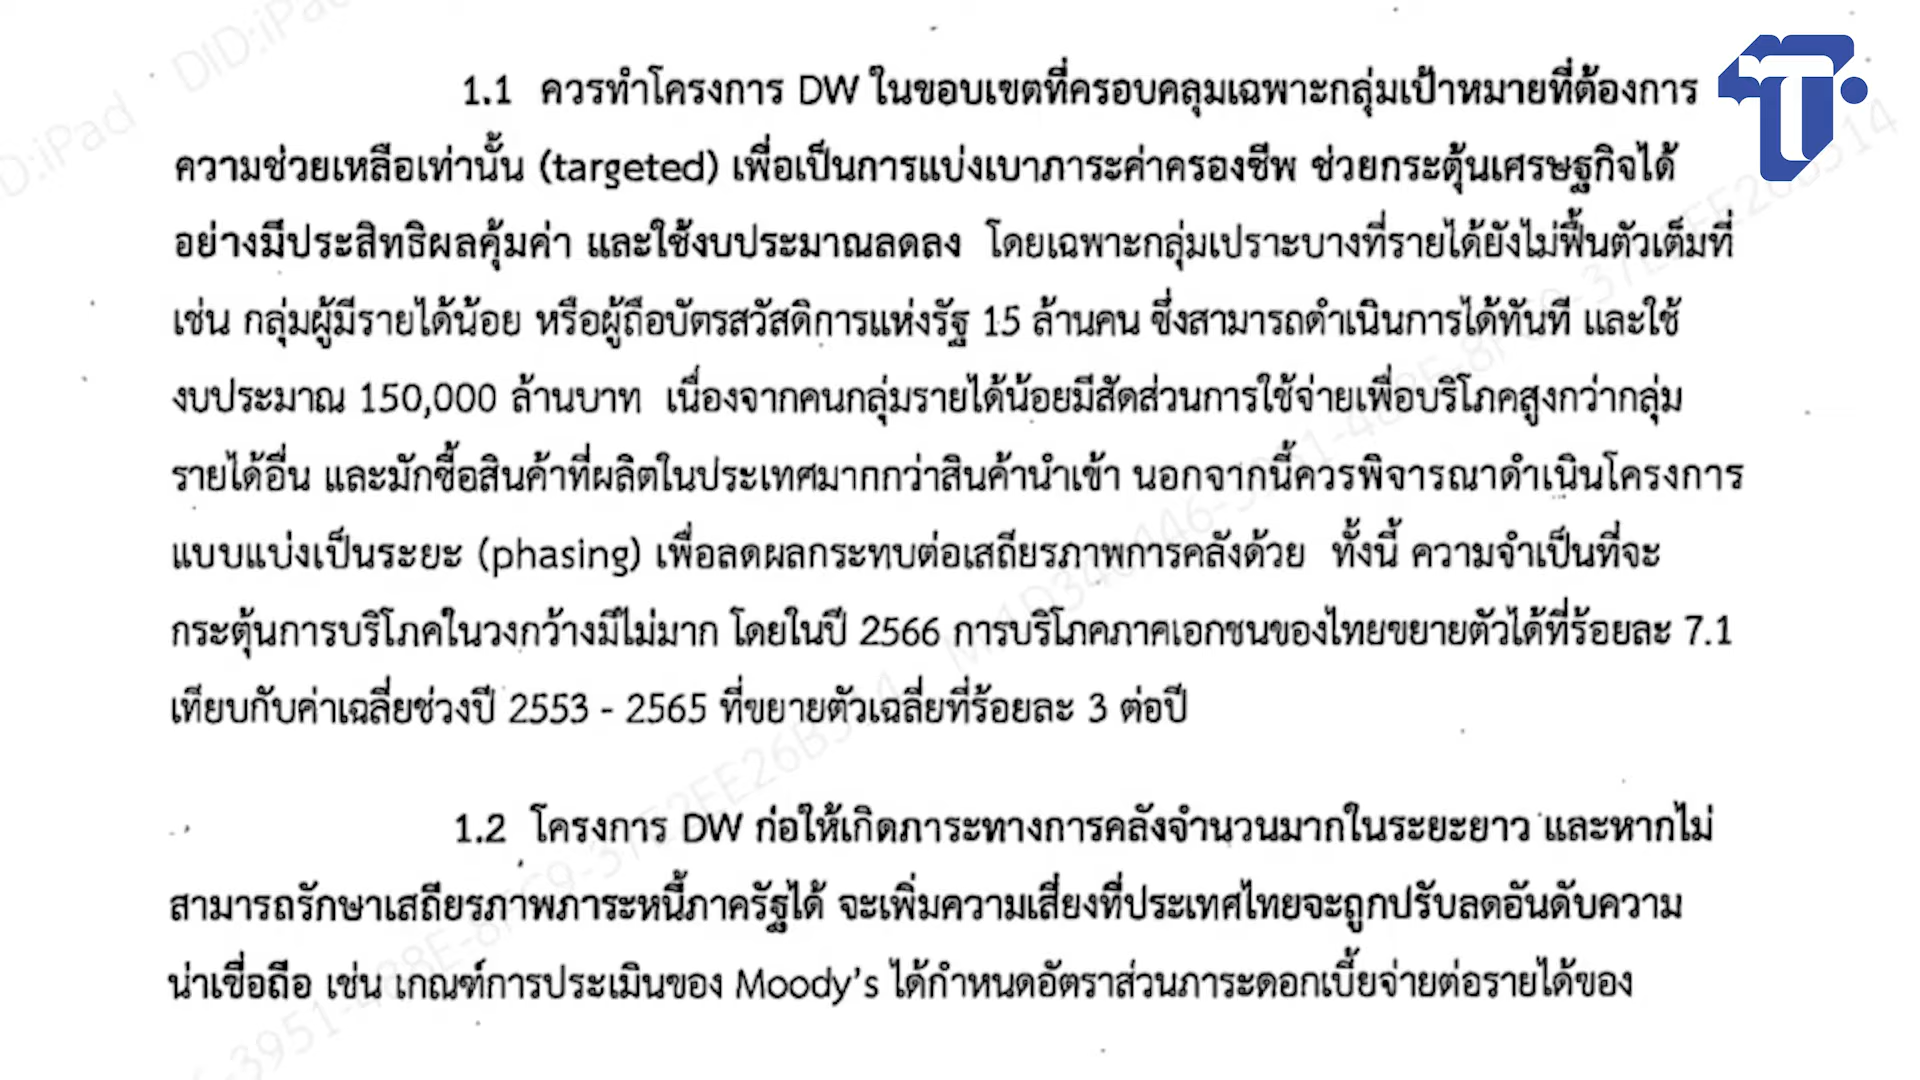 1.1 ควรทำโครงการ DW ในขอบเขตที่ครอบคลุมเฉพาะกลุ่มเป้าหมายที่ต้องการ
ความช่วยเหลือเท่านั้น (targeted) เพื่อเป็นการแบ่งเบาภาระค่าครองชีพ ช่วยกระตุ้นเศรษฐกิจได้
อย่างมีประสิทธิผลคุ้มค่า และใช้งบประมาณลดลง โดยเฉพาะกลุ่มเปราะบางที่รายได้ยังไม่ฟื้นตัวเต็มที่
เช่น กลุ่มผู้มีรายได้น้อย หรือผู้ถือบัตรสวัสดิการแห่งรัฐ 15 ล้านคน ซึ่งสามารถดำเนินการได้ทันที และใช้
งบประมาณ 150,000 ล้านบาท เนื่องจากคนกลุ่มรายได้น้อยมีสัดส่วนการใช้จ่ายเพื่อบริโภคสูงกว่ากลุ่ม
รายได้อื่น และมักซื้อสินค้าที่ผลิตในประเทศมากกว่าสินค้านำเข้า นอกจากนี้ควรพิจารณาดำเนินโครงการ
แบบแบ่งเป็นระยะ (phasing) เพื่อลดผลกระทบต่อเสถียรภาพการคลังด้วย ทั้งนี้ ความจำเป็นที่จะ
กระตุ้นการบริโภคในวงกว้างมีไม่มาก โดยในปี 2566 การบริโภคภาคเอกชนของไทยขยายตัวได้ที่ร้อยละ 7.1
เทียบกับค่าเฉลี่ยช่วงปี 2553 - 2565 ที่ขยายตัวเฉลี่ยที่ร้อยละ 3 ต่อปี
1.2 โครงการ DW ก่อให้เกิดภาระทางการคลังจำนวนมากในระยะยาว และหากไม่
สามารถรักษาเสถียรภาพภาระหนี้ภาครัฐได้ จะเพิ่มความเสี่ยงที่ประเทศไทยจะถูกปรับลดอันดับความ
น่าเชื่อถือ เช่น เกณฑ์การประเมินของ Moody's ได้กำหนดอัตราส่วนภาระดอกเบี้ยจ่ายต่อรายได้ของ